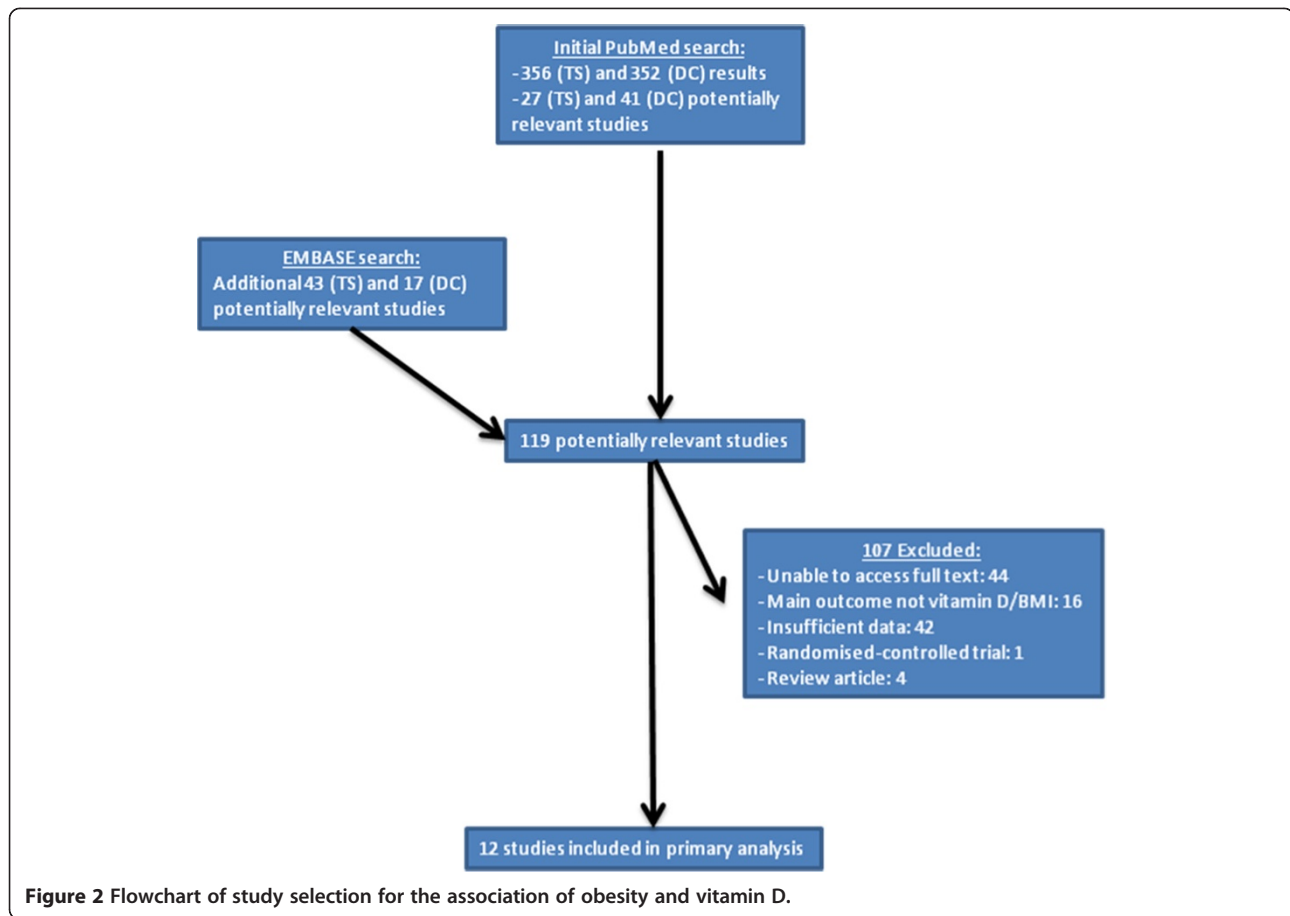 Initial PubMed search:
-356 (TS) and 352 (DC) results
-27 (TS) and 41 (DC) potentially
relevant studies
EMBASE search:
Additional 43 (TS) and 17 (DC)
potentially relevant studies
119 potentially relevant studies
107 Excluded:
-Unable to access full text: 44
-Main outcome not vitamin D/BMI: 16
-Insufficient data: 42
-Randomised-controlled trial: 1
-Review article: 4
12 studies included in primary analysis
Figure 2 Flowchart of study selection for the association of obesity and vitamin D.